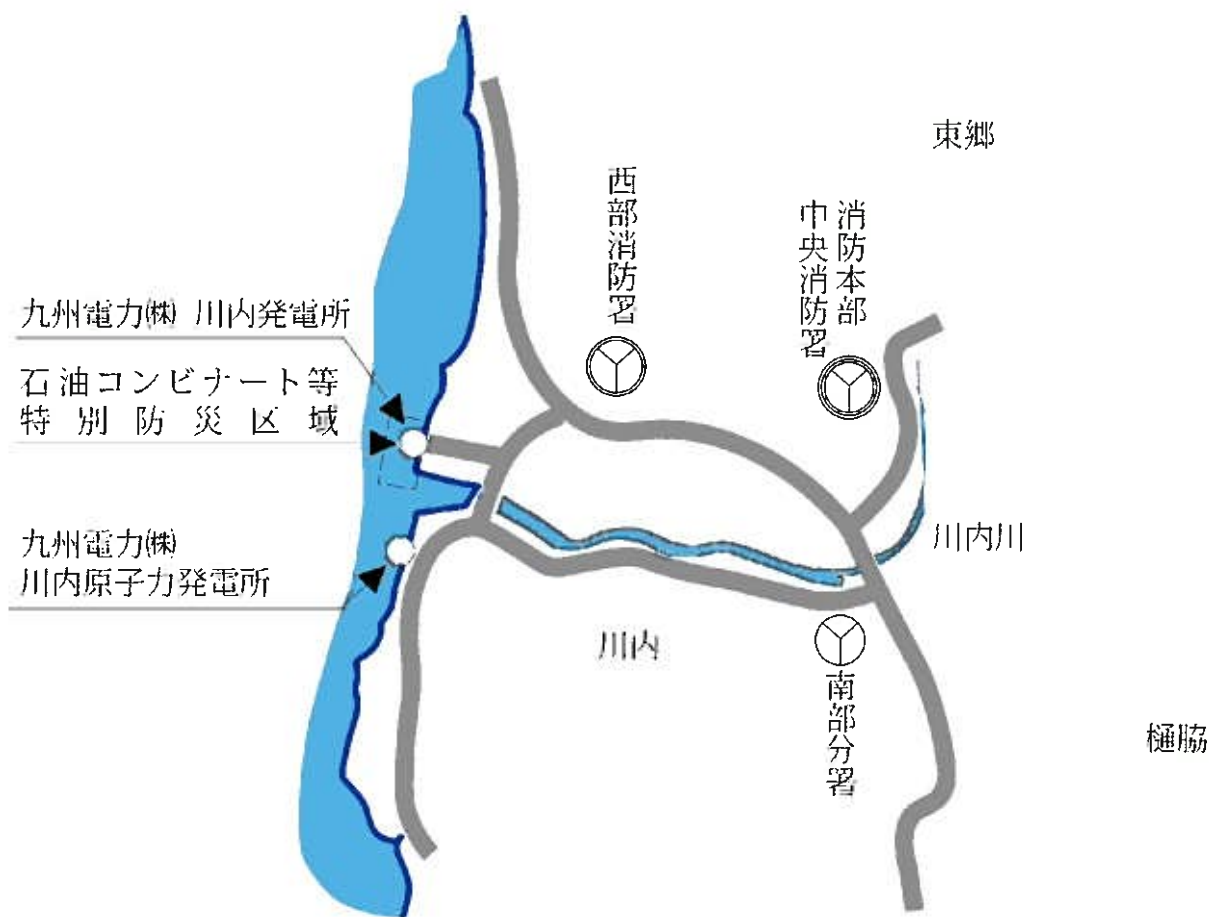 東郷
西部消防署
消防本部
中央消防署
九州電力㈱ 川内発電所
石油コンビナート等
特別防災区域
九州電力㈱
川内原子力発電所
川内川
川内
南部分署
樋脇